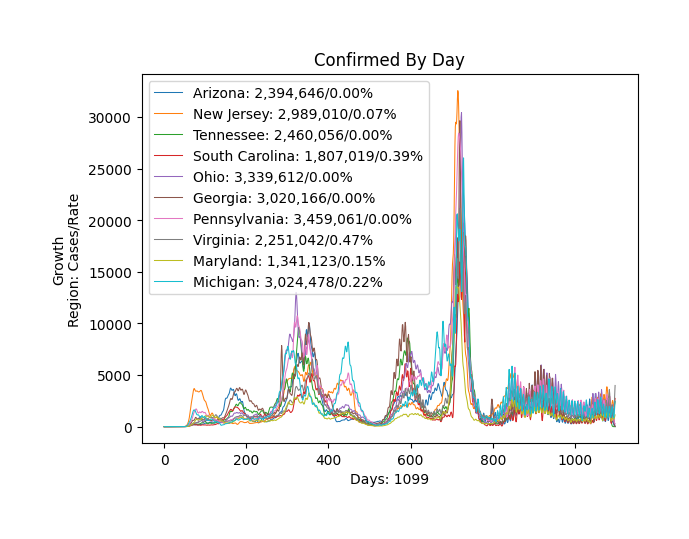 Confirmed By Day
Growth
Region: Cases/Rate
30000
25000
20000
15000
10000
5000
0
Arizona: 2,394,646/0.00%
New Jersey: 2,989,010/0.07%
Tennessee: 2,460,056/0.00%
South Carolina: 1,807,019/0.39%
Ohio: 3,339,612/0.00%
Georgia: 3,020,166/0.00%
Pennsylvania: 3,459,061/0.00%
Virginia: 2,251,042/0.47%
Maryland: 1,341,123/0.15%
Michigan: 3,024,478/0.22%
0 200 400 600 800 1000
Days: 1099